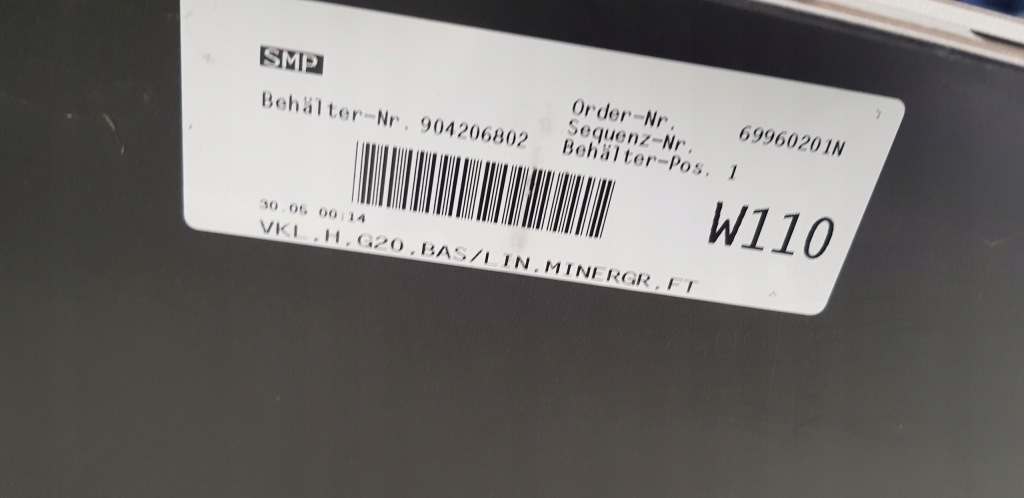 SMP
Behälter-Nr. 904206802
Order-Nr. 69960201N
Sequenz-Nr.
Behälter-Pos. 1
30.05 00:14
W110
VKL.H.G20.BAS/LIN.MINERGR.FT